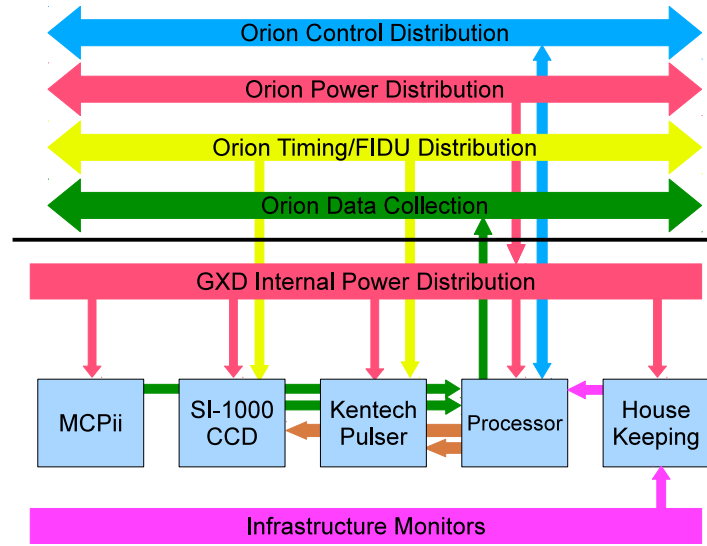 Orion Control Distribution
Orion Power Distribution
Orion Timing/FIDU Distribution
Orion Data Collection
GXD Internal Power Distribution
MCPii
SI-1000
CCD
Kentech
Pulser
Processor
House
Keeping
Infrastructure Monitors